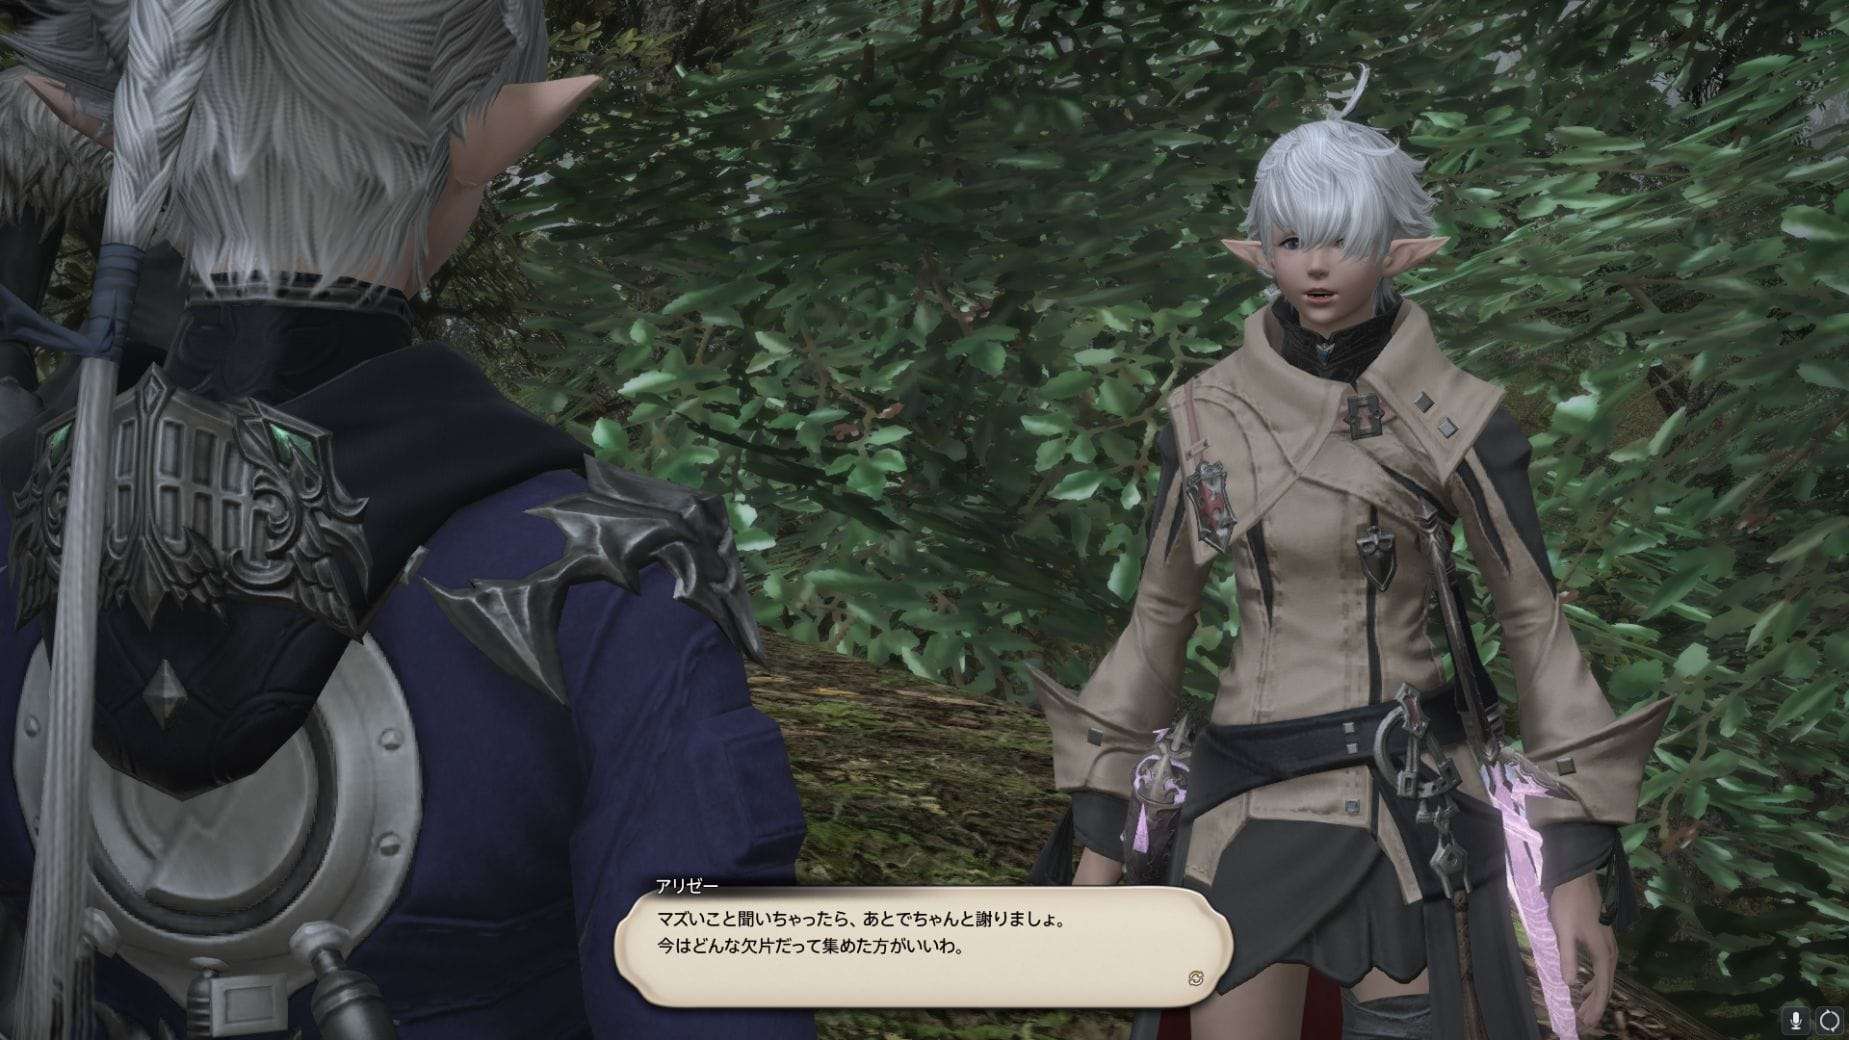 アリゼー
マズいこと聞いちゃったら、あとでちゃんと謝りましょ。
今はどんな欠片だって集めた方がいいわ。